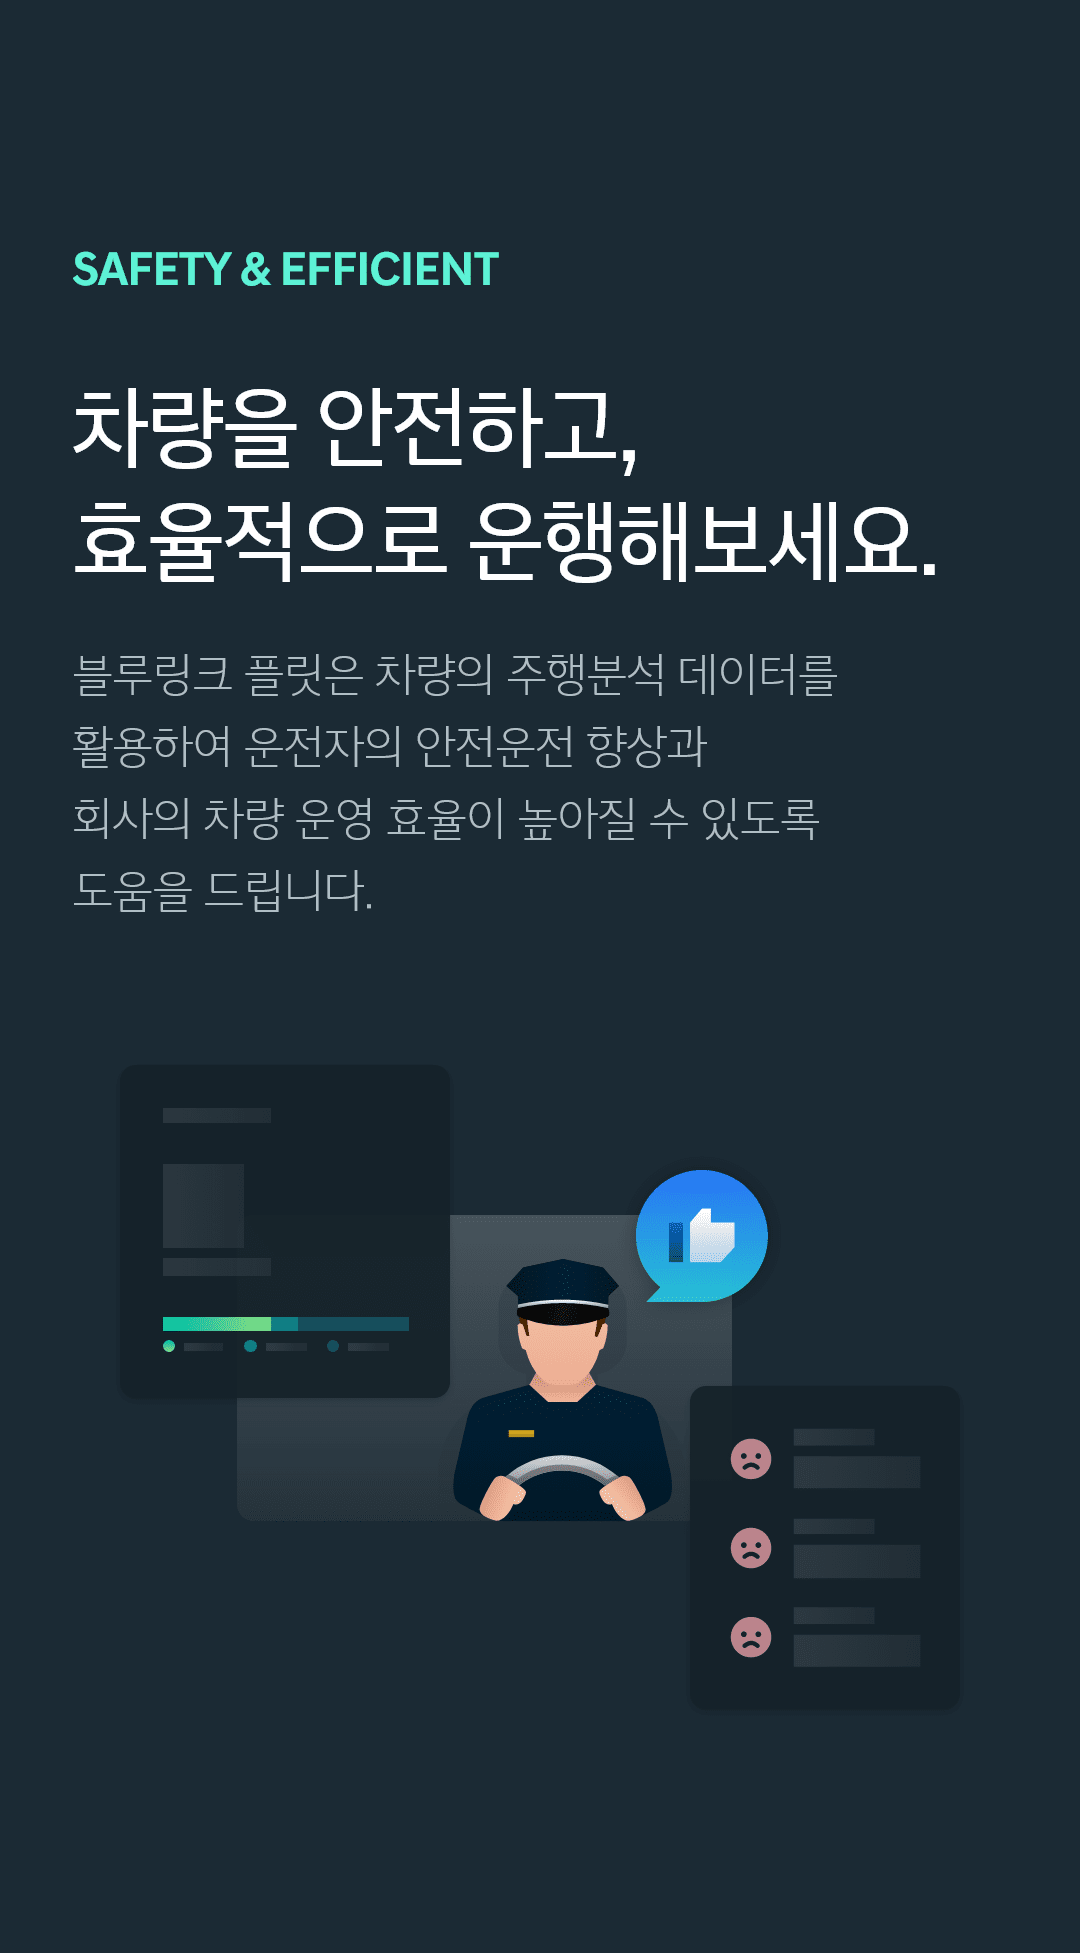 SAFETY & EFFICIENT
차량을 안전하고,
효율적으로 운행해보세요.
블루링크 플릿은 차량의 주행분석 데이터를
활용하여 운전자의 안전운전 향상과
회사의 차량 운영 효율이 높아질 수 있도록
도움을 드립니다.